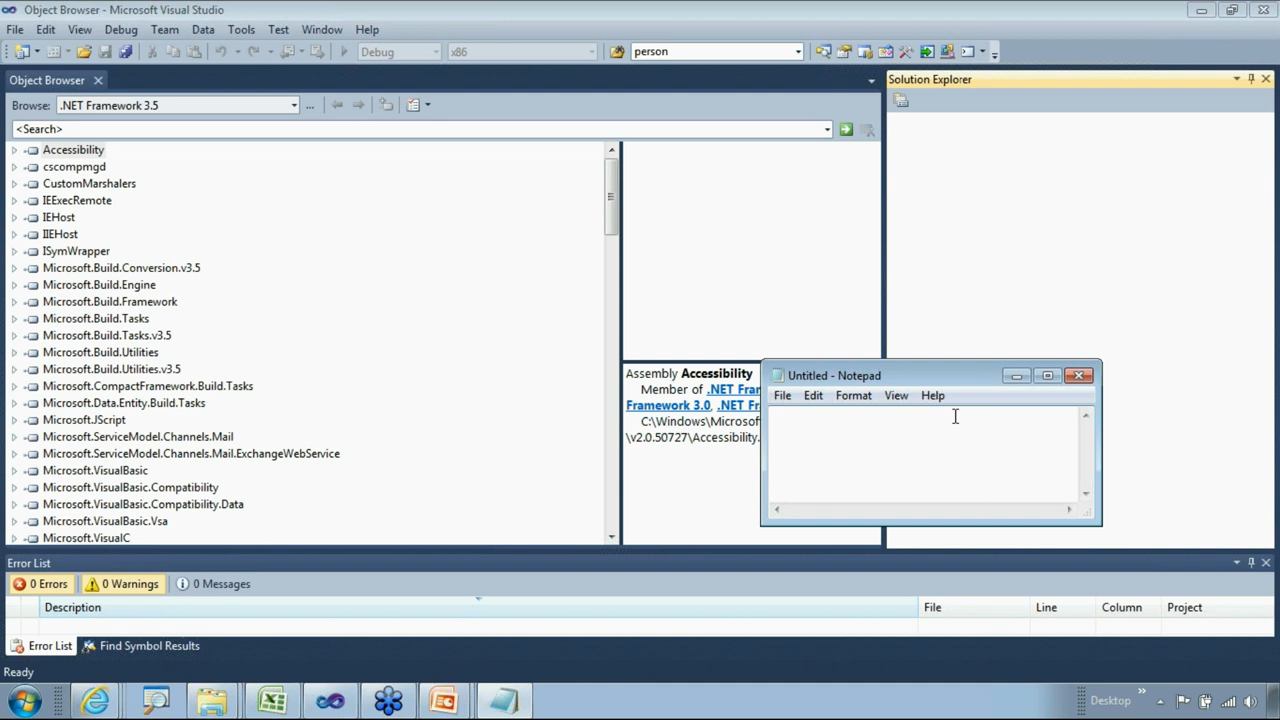 Object Browser - Microsoft Visual Studio
File Edit View Debug Team Data Tools Test Window Help
Debug x86 person
Object Browser
Solution Explorer
Browse: .NET Framework 3.5 ...
<Search>
Accessibility
cscompmgd
CustomMarshalers
IEExecRemote
IEHost
IIEHost
ISymWrapper
Microsoft.Build.Conversion.v3.5
Microsoft.Build.Engine
Microsoft.Build.Framework
Microsoft.Build.Tasks
Microsoft.Build.Tasks.v3.5
Microsoft.Build.Utilities
Microsoft.Build.Utilities.v3.5
Microsoft.CompactFramework.Build.Tasks
Microsoft.Data.Entity.Build.Tasks
Microsoft.JScript
Microsoft.ServiceModel.Channels.Mail
Microsoft.ServiceModel.Channels.Mail.ExchangeWebService
Microsoft.VisualBasic
Microsoft.VisualBasic.Compatibility
Microsoft.VisualBasic.Compatibility.Data
Microsoft.VisualBasic.Vsa
Microsoft.VisualC
Assembly Accessibility
Member of .NET Fra
Framework 3.0, .NET Fr
C:\Windows\Microso
\v2.0.50727\Accessibility.
Untitled - Notepad
File Edit Format View Help
Error List
0 Errors 0 Warnings 0 Messages
Description File Line Column Project
Error List Find Symbol Results
Ready
Desktop